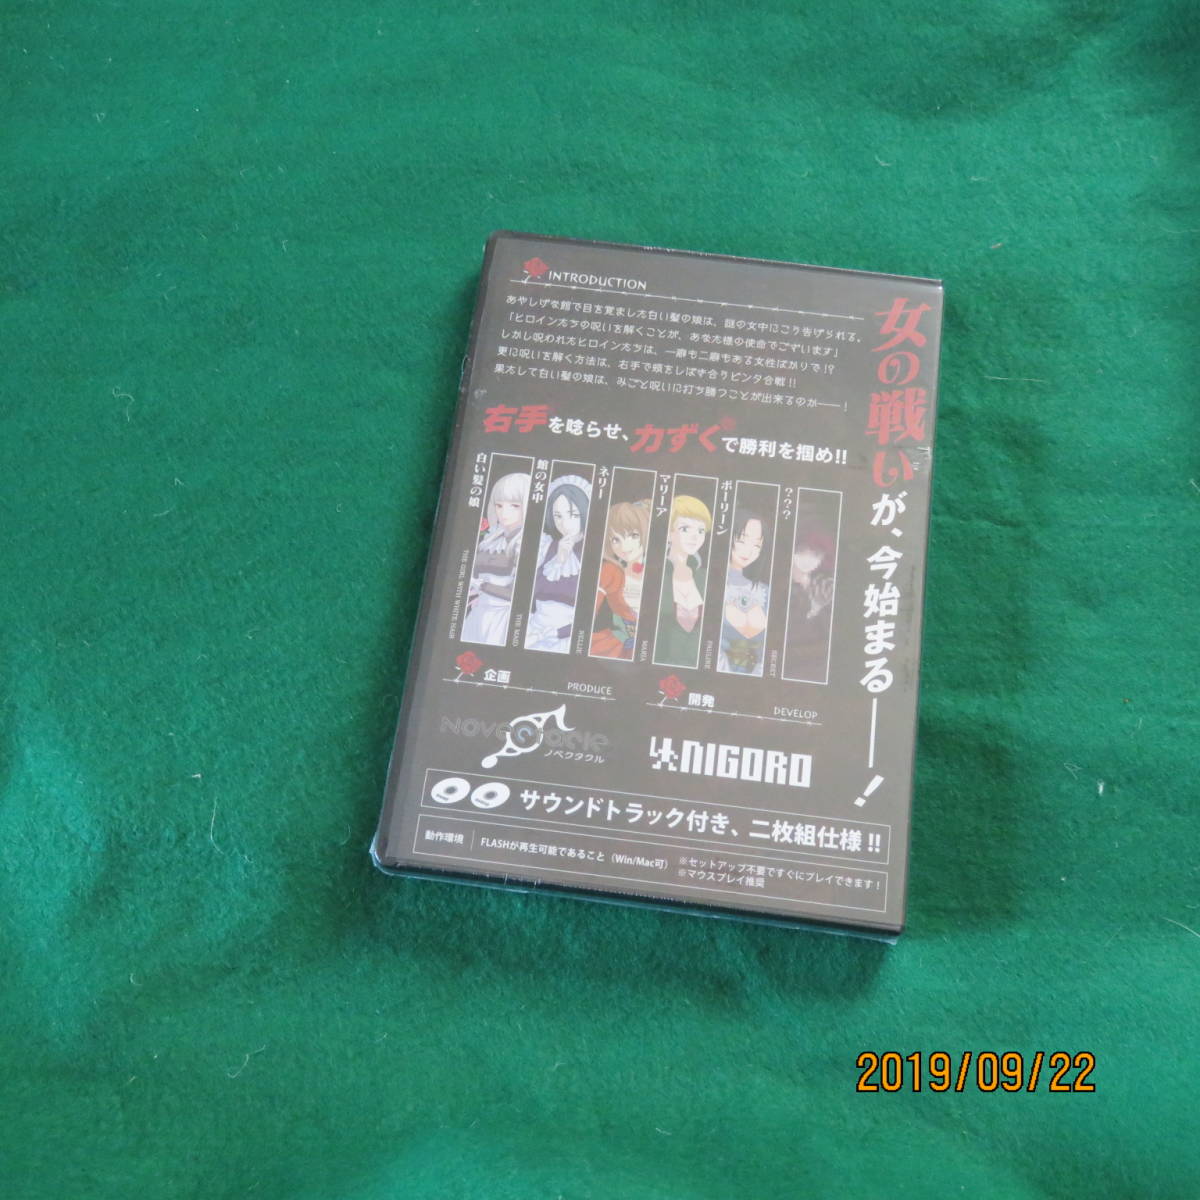 INTRODUCTION
あやしげな館で目を覚ました白い髪の娘は、謎の女中にこう告げられる。
「ヒロインたちの呪いを解くことが、あなた様の使命でございます」
しかし呪われたヒロインたちは、一癖も二癖もある女性ばかりで!?
更に呪いを解く方法は、右手で頬をしばき合うビンタ合戦!!
果たして白い髪の娘は、みごと呪いに打ち勝つことが出来るのか――!
女の戦いが、今始まる――!
右手を唸らせ、力ずくで勝利を掴め!!
白い髪の娘
THE GIRL WITH WHITE HAIR
館の女中
THE MAID
ネリー
NELLIE
マリーア
MARIA
ポーリーン
PAULINE
???
SECRET
企画
PRODUCE
Novectacle
ノベクタクル
開発
DEVELOP
NIGORO
サウンドトラック付き、二枚組仕様!!
動作環境
FLASHが再生可能であること（Win/Mac可）
※セットアップ不要ですぐにプレイできます!
※マウスプレイ推奨
2019/09/22